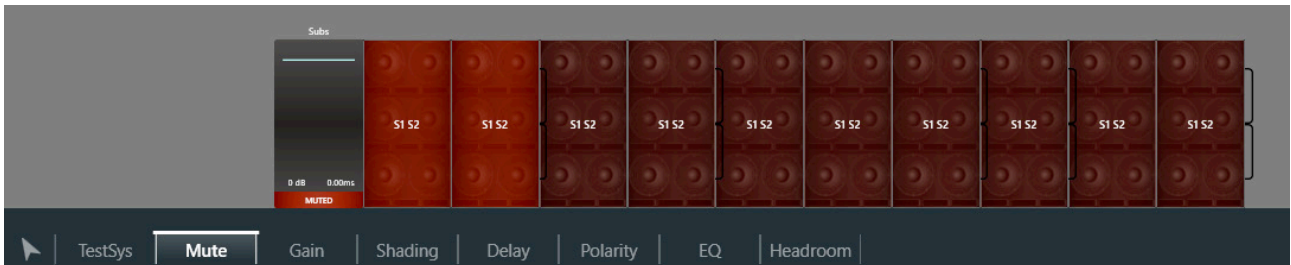 Subs
S1 S2 S1 S2 S1 S2 S1 S2 S1 S2 S1 S2 S1 S2 S1 S2 S1 S2 S1 S2
0 dB 0.00ms
MUTED
TestSys Mute Gain Shading Delay Polarity EQ Headroom